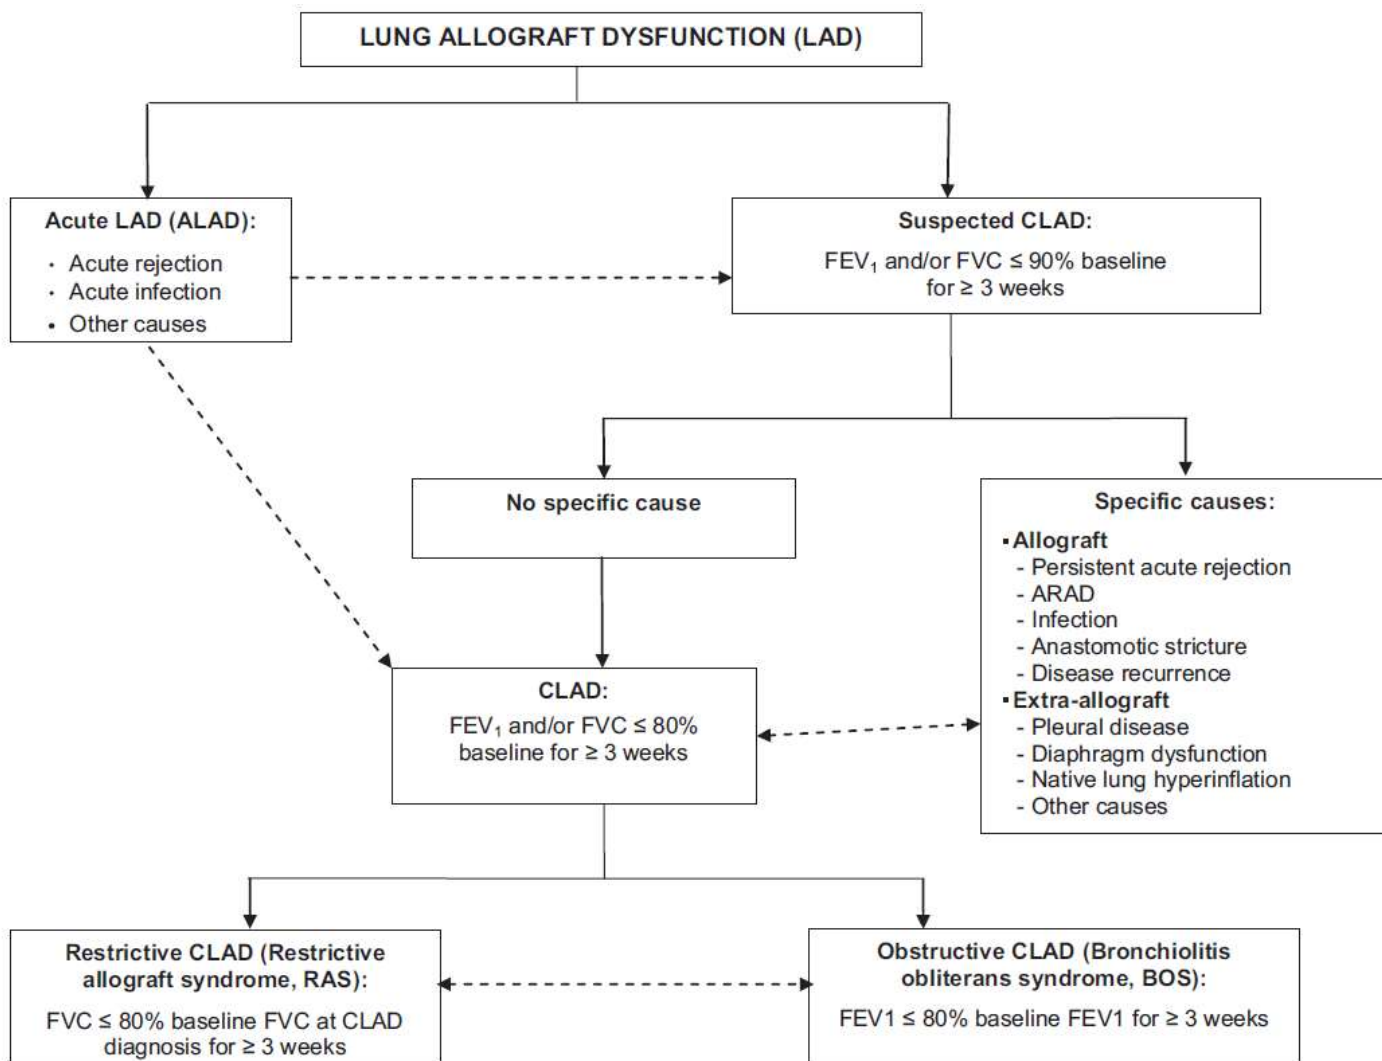 LUNG ALLOGRAFT DYSFUNCTION (LAD)
Acute LAD (ALAD):
· Acute rejection
· Acute infection
• Other causes
Suspected CLAD:
FEV₁ and/or FVC ≤ 90% baseline
for ≥ 3 weeks
No specific cause
Specific causes:
▪ Allograft
- Persistent acute rejection
- ARAD
- Infection
- Anastomotic stricture
- Disease recurrence
▪ Extra-allograft
- Pleural disease
- Diaphragm dysfunction
- Native lung hyperinflation
- Other causes
CLAD:
FEV₁ and/or FVC ≤ 80%
baseline for ≥ 3 weeks
Restrictive CLAD (Restrictive
allograft syndrome, RAS):
FVC ≤ 80% baseline FVC at CLAD
diagnosis for ≥ 3 weeks
Obstructive CLAD (Bronchiolitis
obliterans syndrome, BOS):
FEV1 ≤ 80% baseline FEV1 for ≥ 3 weeks